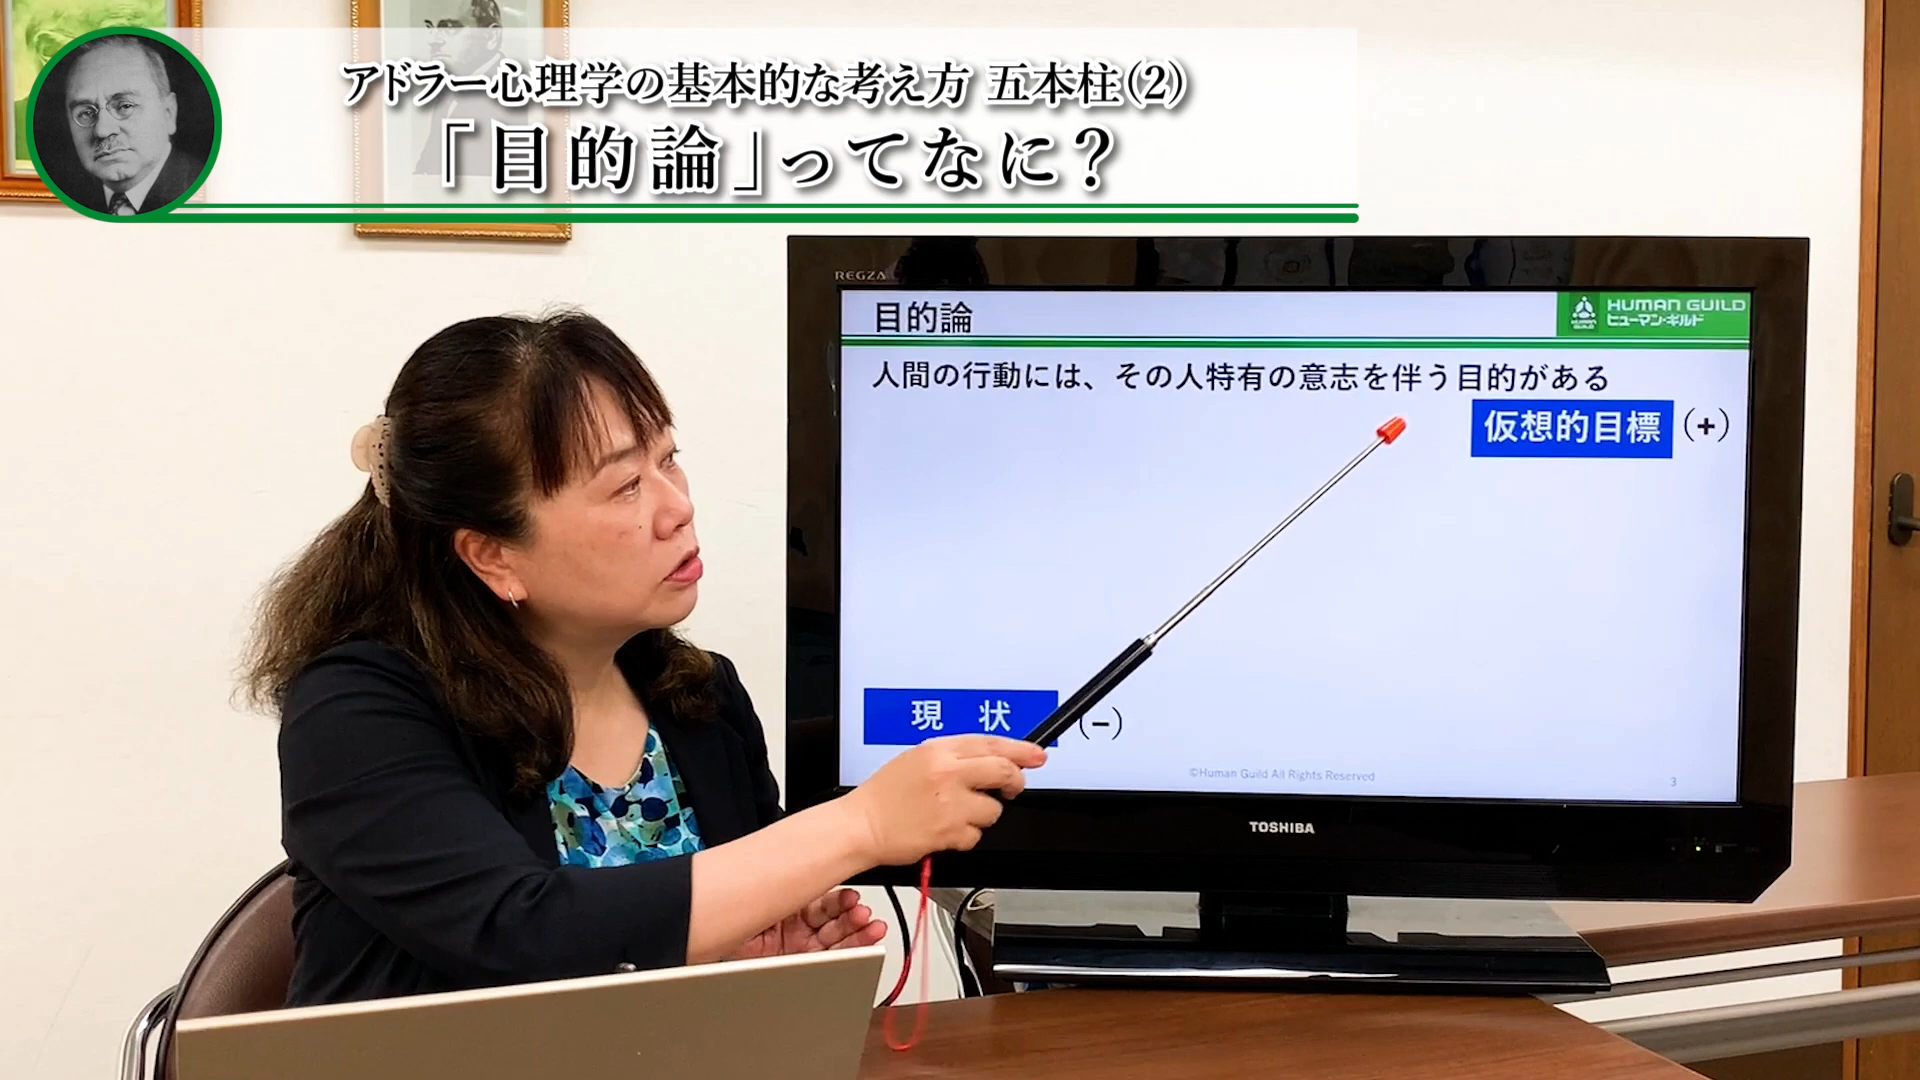 アドラー心理学の基本的な考え方 五本柱(2)
「目的論」ってなに?
REGZA
目的論
HUMAN GUILD
ヒューマン・ギルド
人間の行動には、その人特有の意志を伴う目的がある
仮想的目標 (+)
現 状 (−)
©Human Guild All Rights Reserved
3
TOSHIBA